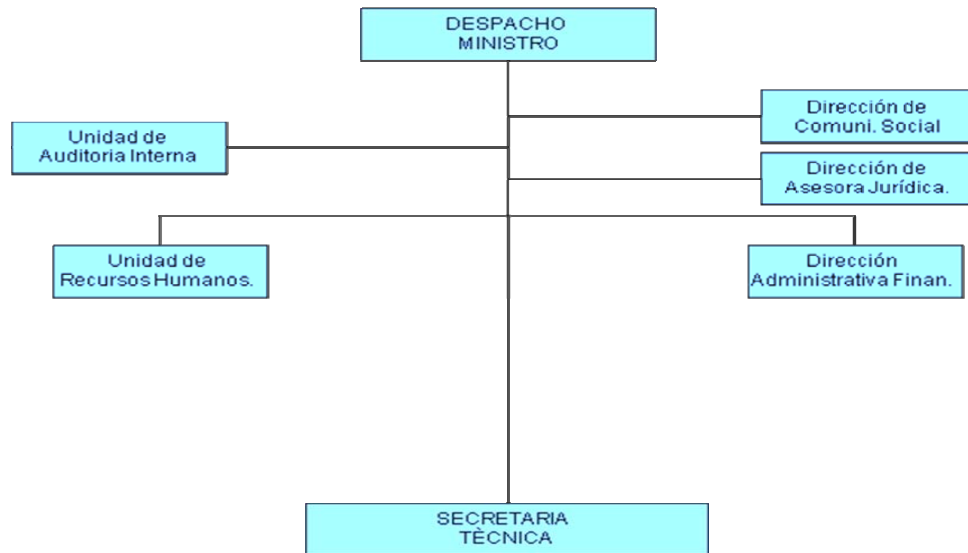 DESPACHO
MINISTRO
Dirección de
Comuni. Social
Unidad de
Auditoria Interna
Dirección de
Asesora Jurídica.
Unidad de
Recursos Humanos.
Dirección
Administrativa Finan.
SECRETARIA
TÈCNICA